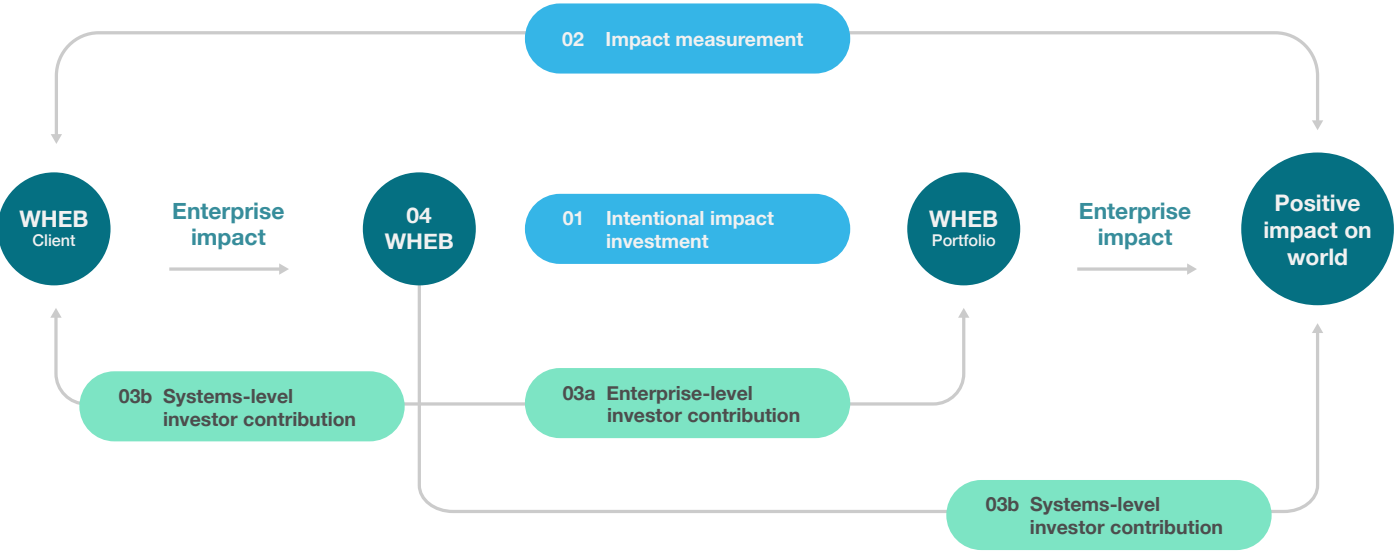 02 Impact measurement
WHEB
Client
Enterprise
impact
04
WHEB
01 Intentional impact
investment
WHEB
Portfolio
Enterprise
impact
Positive
impact on
world
03b Systems-level
investor contribution
03a Enterprise-level
investor contribution
03b Systems-level
investor contribution